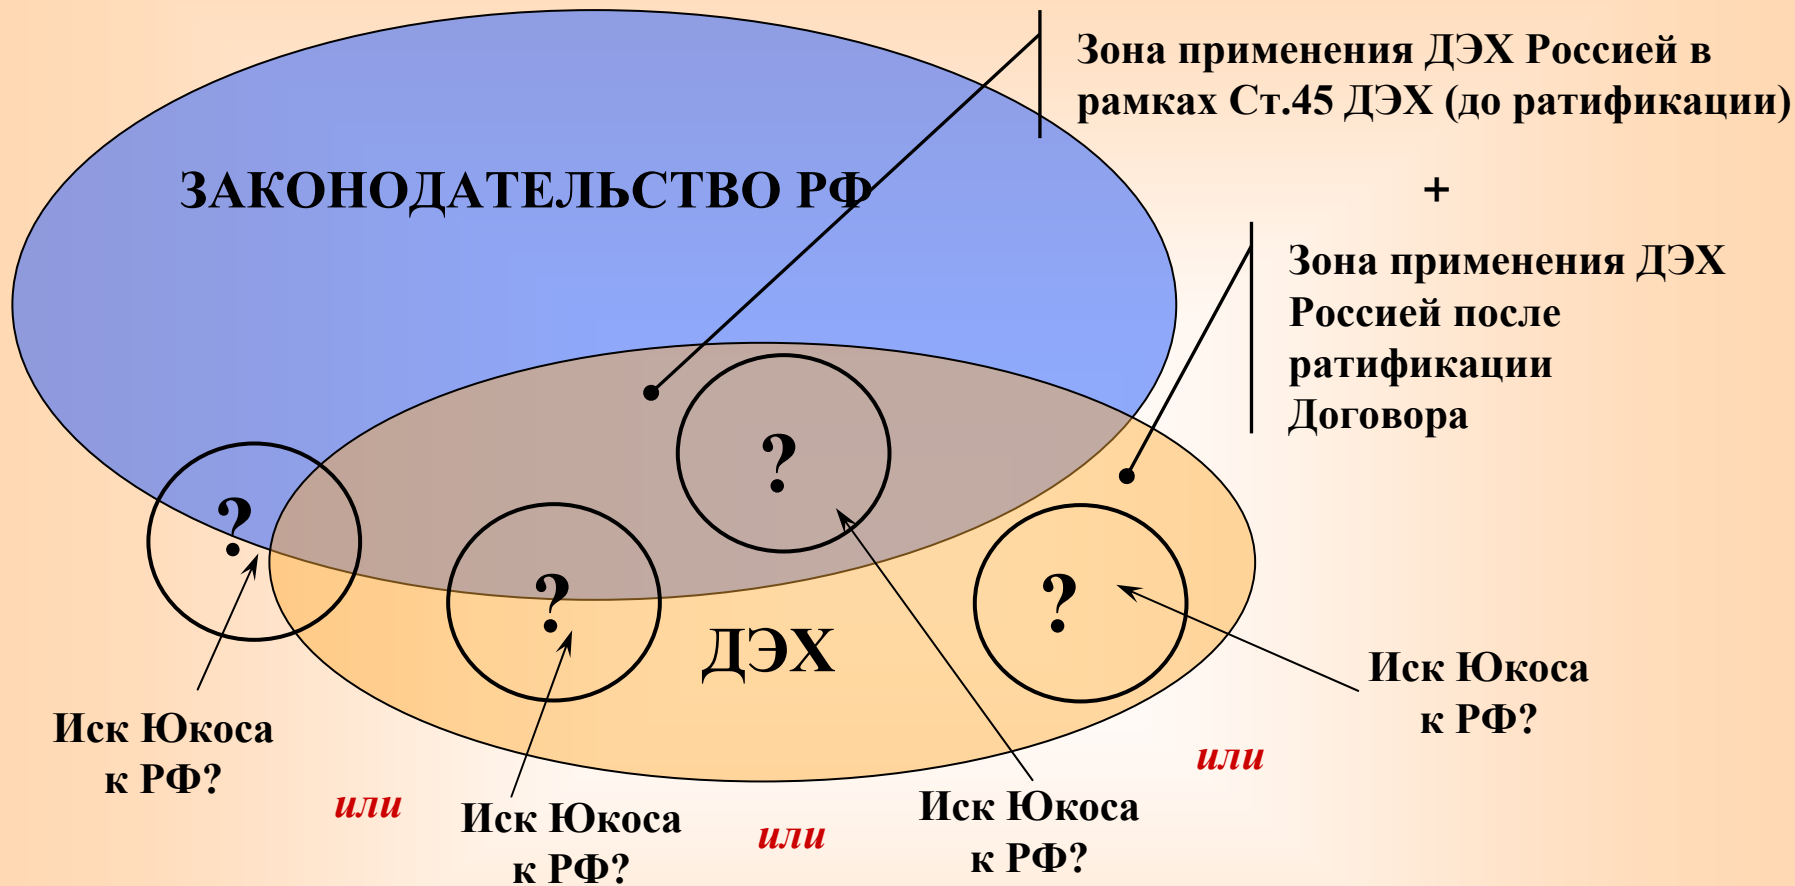 Зона применения ДЭХ Россией в
рамках Ст.45 ДЭХ (до ратификации)
ЗАКОНОДАТЕЛЬСТВО РФ
+
Зона применения ДЭХ
Россией после
ратификации
Договора
?
?
?
?
ДЭХ
Иск Юкоса
к РФ?
или
Иск Юкоса
к РФ?
или
Иск Юкоса
к РФ?
или
Иск Юкоса
к РФ?